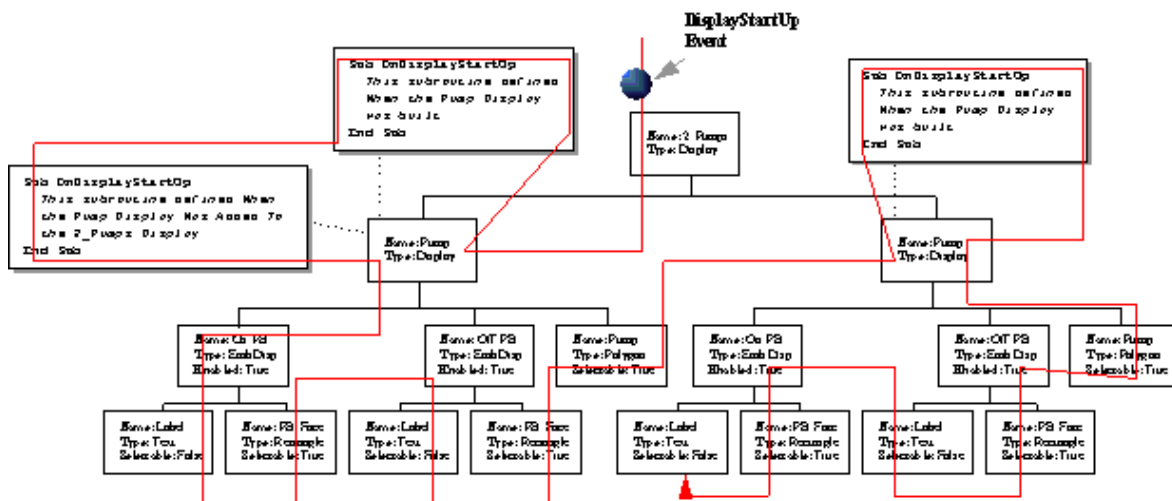 DisplayStartUp
Event
Sub OnDisplayStartUp
This subroutine defined
When the Pump Display
was built
End Sub
Sub OnDisplayStartUp
This subroutine defined
When the Pump Display
was built
End Sub
Name:2 Pumps
Type:Display
Sub OnDisplayStartUp
This subroutine defined When
the Pump Display Was Added To
the 2_Pumps Display
End Sub
Name:Pump
Type:Display
Name:Pump
Type:Display
Name:On PB
Type:EmbDisp
Enabled:True
Name:Off PB
Type:EmbDisp
Enabled:True
Name:Pump
Type:Polygon
Selectable:True
Name:On PB
Type:EmbDisp
Enabled:True
Name:Off PB
Type:EmbDisp
Enabled:True
Name:Pump
Type:Polygon
Selectable:True
Name:Label
Type:Text
Selectable:False
Name:PB Face
Type:Rectangle
Selectable:True
Name:Label
Type:Text
Selectable:False
Name:PB Face
Type:Rectangle
Selectable:True
Name:Label
Type:Text
Selectable:False
Name:PB Face
Type:Rectangle
Selectable:True
Name:Label
Type:Text
Selectable:False
Name:PB Face
Type:Rectangle
Selectable:True